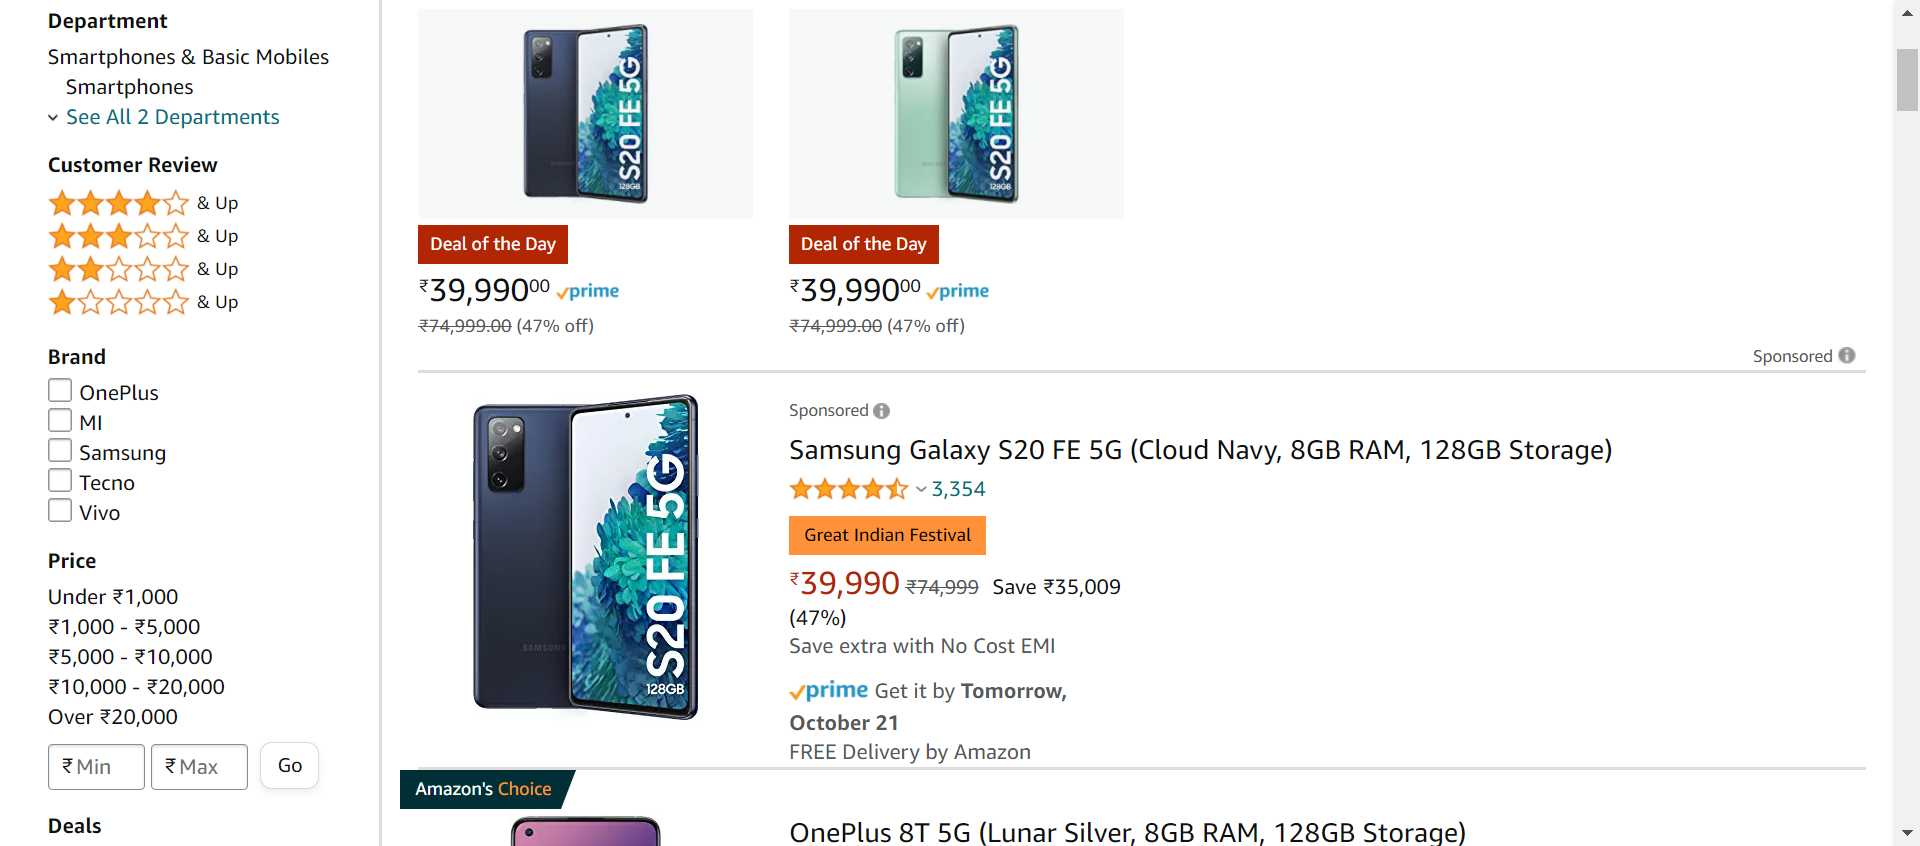 Department
Smartphones & Basic Mobiles
Smartphones
See All 2 Departments
Customer Review
& Up
& Up
& Up
& Up
Brand
OnePlus
MI
Samsung
Tecno
Vivo
Price
Under ₹1,000
₹1,000 - ₹5,000
₹5,000 - ₹10,000
₹10,000 - ₹20,000
Over ₹20,000
₹ Min ₹ Max Go
Deals
S20 FE 5G
128GB
SAMSUNG
S20 FE 5G
128GB
Deal of the Day
₹39,99000 prime
₹74,999.00 (47% off)
Deal of the Day
₹39,99000 prime
₹74,999.00 (47% off)
Sponsored
SAMSUNG
S20 FE 5G
128GB
Sponsored
Samsung Galaxy S20 FE 5G (Cloud Navy, 8GB RAM, 128GB Storage)
3,354
Great Indian Festival
₹39,990 ₹74,999 Save ₹35,009
(47%)
Save extra with No Cost EMI
prime Get it by Tomorrow,
October 21
FREE Delivery by Amazon
Amazon's Choice
OnePlus 8T 5G (Lunar Silver, 8GB RAM, 128GB Storage)